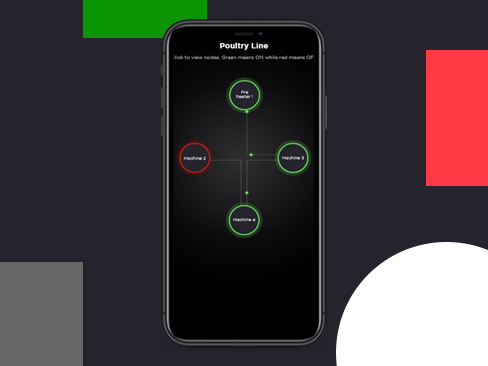 Poultry Line
Sick to view nodes. Green means ON while red means OF
Pre
heater 1
Machine 2
Machine 3
Machine 4